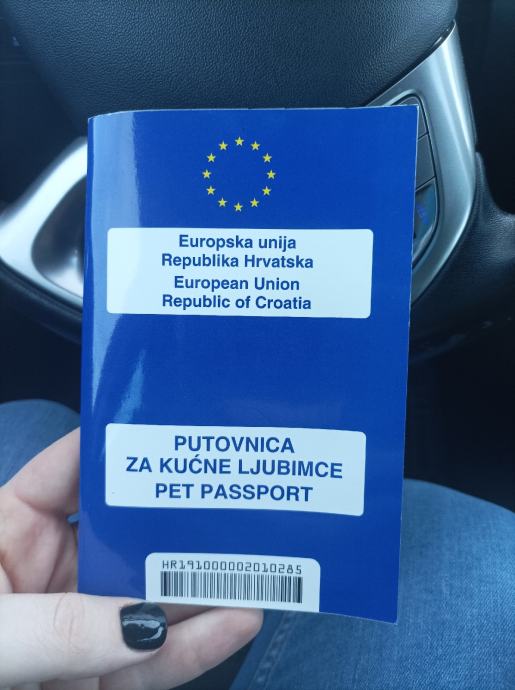 Europska unija
Republika Hrvatska
European Union
Republic of Croatia
PUTOVNICA
ZA KUĆNE LJUBIMCE
PET PASSPORT
HR191000002010285